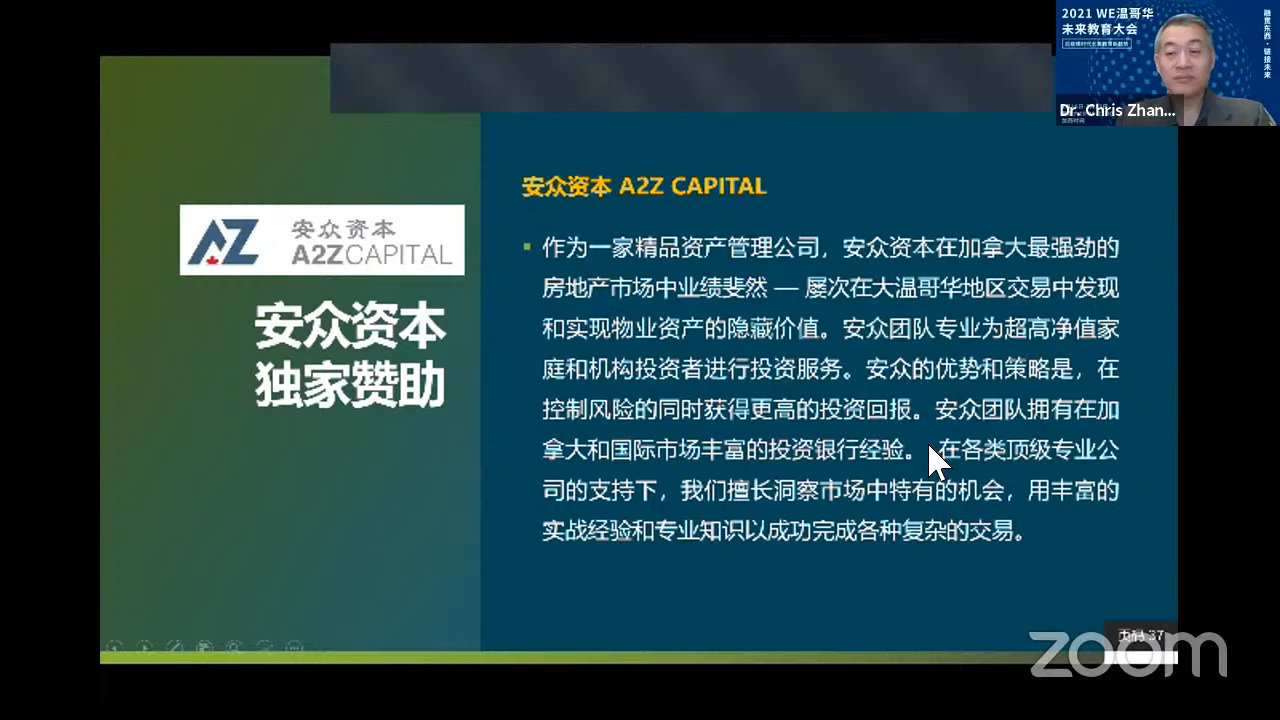 2021 WE温哥华
未来教育大会
融贯东西·链接未来
Dr. Chris Zhan...
安众资本
A2ZCAPITAL
安众资本
独家赞助
安众资本 A2Z CAPITAL
作为一家精品资产管理公司，安众资本在加拿大最强劲的
房地产市场中业绩斐然 — 屡次在大温哥华地区交易中发现
和实现物业资产的隐藏价值。安众团队专业为超高净值家
庭和机构投资者进行投资服务。安众的优势和策略是，在
控制风险的同时获得更高的投资回报。安众团队拥有在加
拿大和国际市场丰富的投资银行经验。 在各类顶级专业公
司的支持下，我们擅长洞察市场中特有的机会，用丰富的
实战经验和专业知识以成功完成各种复杂的交易。
页码 37
zoom